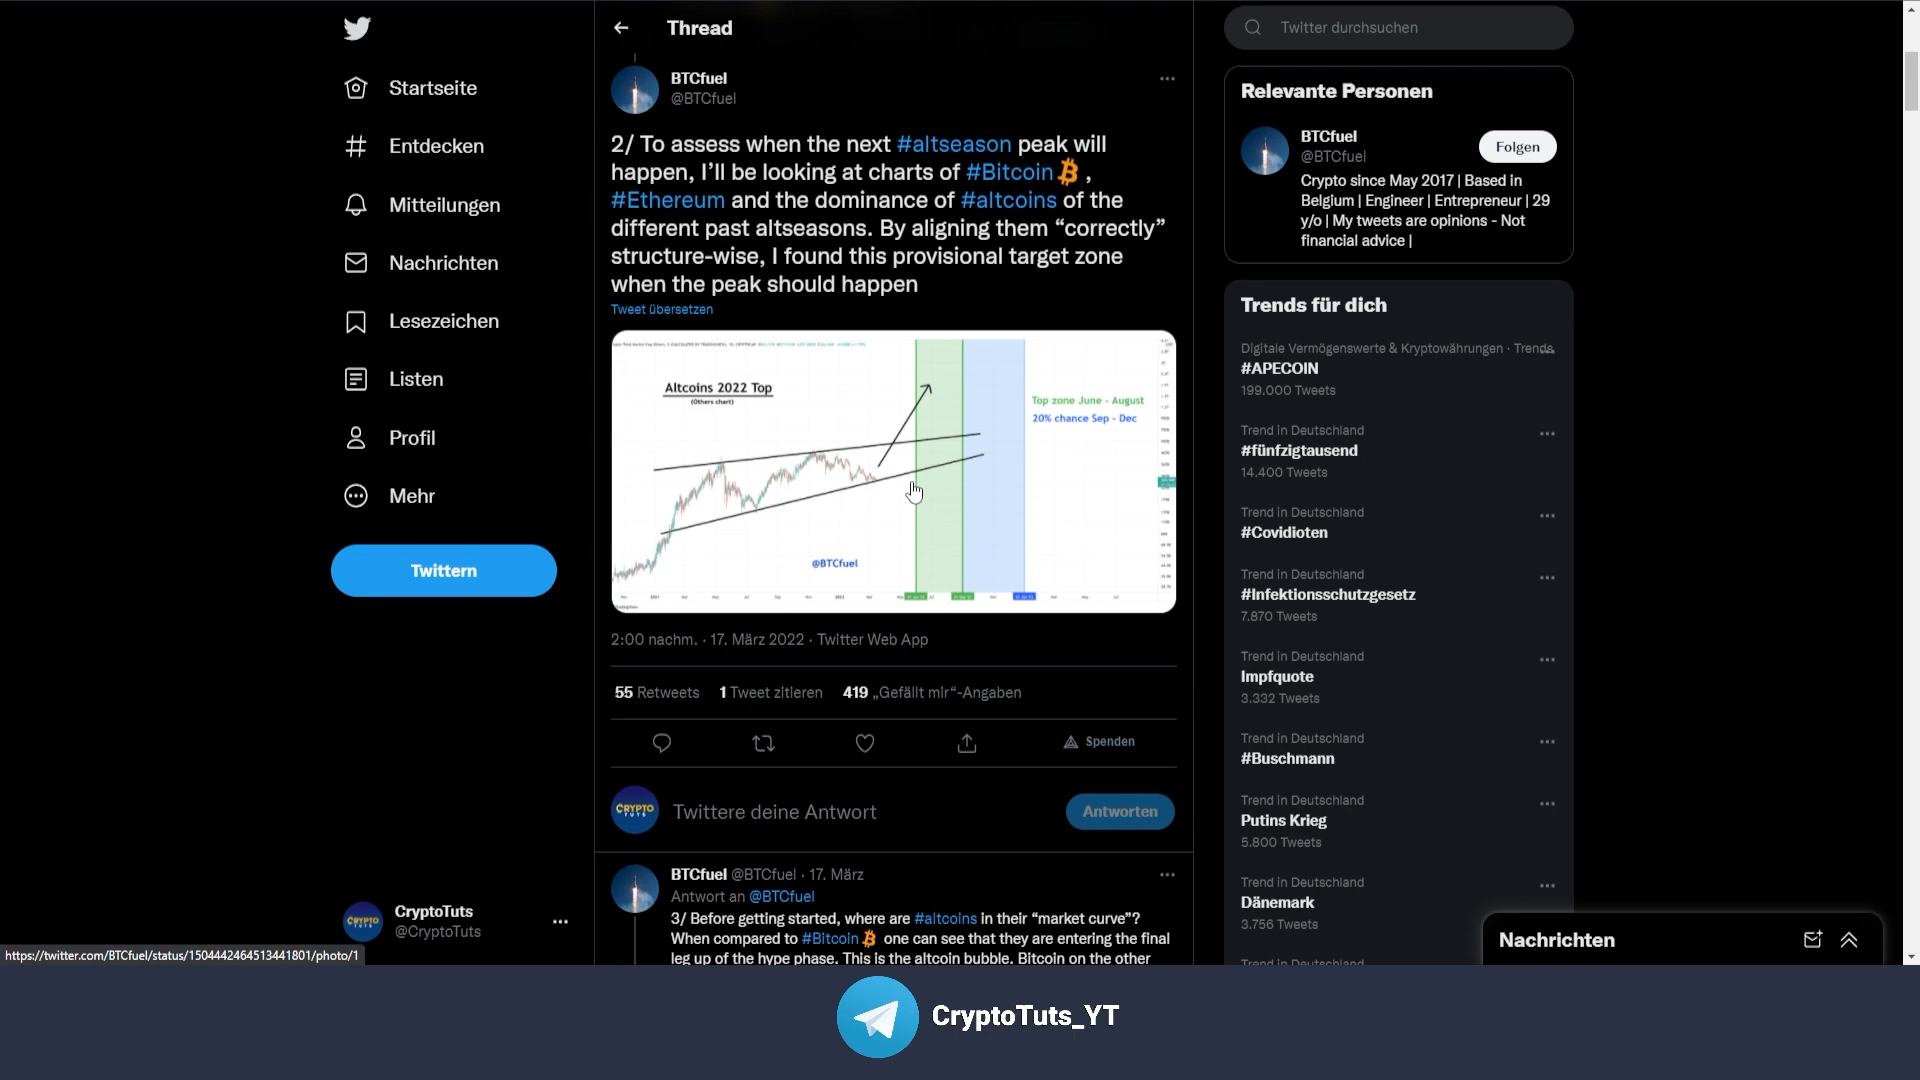 Startseite
Entdecken
Mitteilungen
Nachrichten
Lesezeichen
Listen
Profil
Mehr
Twittern
CryptoTuts
@CryptoTuts
https://twitter.com/BTCfuel/status/1504442464513441801/photo/1
Thread
BTCfuel
@BTCfuel
2/ To assess when the next #altseason peak will
happen, I’ll be looking at charts of #Bitcoin ,
#Ethereum and the dominance of #altcoins of the
different past altseasons. By aligning them “correctly”
structure-wise, I found this provisional target zone
when the peak should happen
Tweet übersetzen
Altcoins 2022 Top
(Others chart)
Top zone June - August
20% chance Sep - Dec
@BTCfuel
2:00 nachm. · 17. März 2022 · Twitter Web App
55 Retweets 1 Tweet zitieren 419 „Gefällt mir“-Angaben
Spenden
CRYPTO
TUTS
Twittere deine Antwort
Antworten
BTCfuel @BTCfuel · 17. März
Antwort an @BTCfuel
3/ Before getting started, where are #altcoins in their “market curve”?
When compared to #Bitcoin one can see that they are entering the final
leg up of the hype phase. This is the altcoin bubble. Bitcoin on the other
Twitter durchsuchen
Relevante Personen
BTCfuel
@BTCfuel
Folgen
Crypto since May 2017 | Based in
Belgium | Engineer | Entrepreneur | 29
y/o | My tweets are opinions - Not
financial advice |
Trends für dich
Digitale Vermögenswerte & Kryptowährungen · Trends
#APECOIN
199.000 Tweets
Trend in Deutschland
#fünfzigtausend
14.400 Tweets
Trend in Deutschland
#Covidioten
Trend in Deutschland
#Infektionsschutzgesetz
7.870 Tweets
Trend in Deutschland
Impfquote
3.332 Tweets
Trend in Deutschland
#Buschmann
Trend in Deutschland
Putins Krieg
5.800 Tweets
Trend in Deutschland
Dänemark
3.756 Tweets
Trend in Deutschland
Nachrichten
CryptoTuts_YT